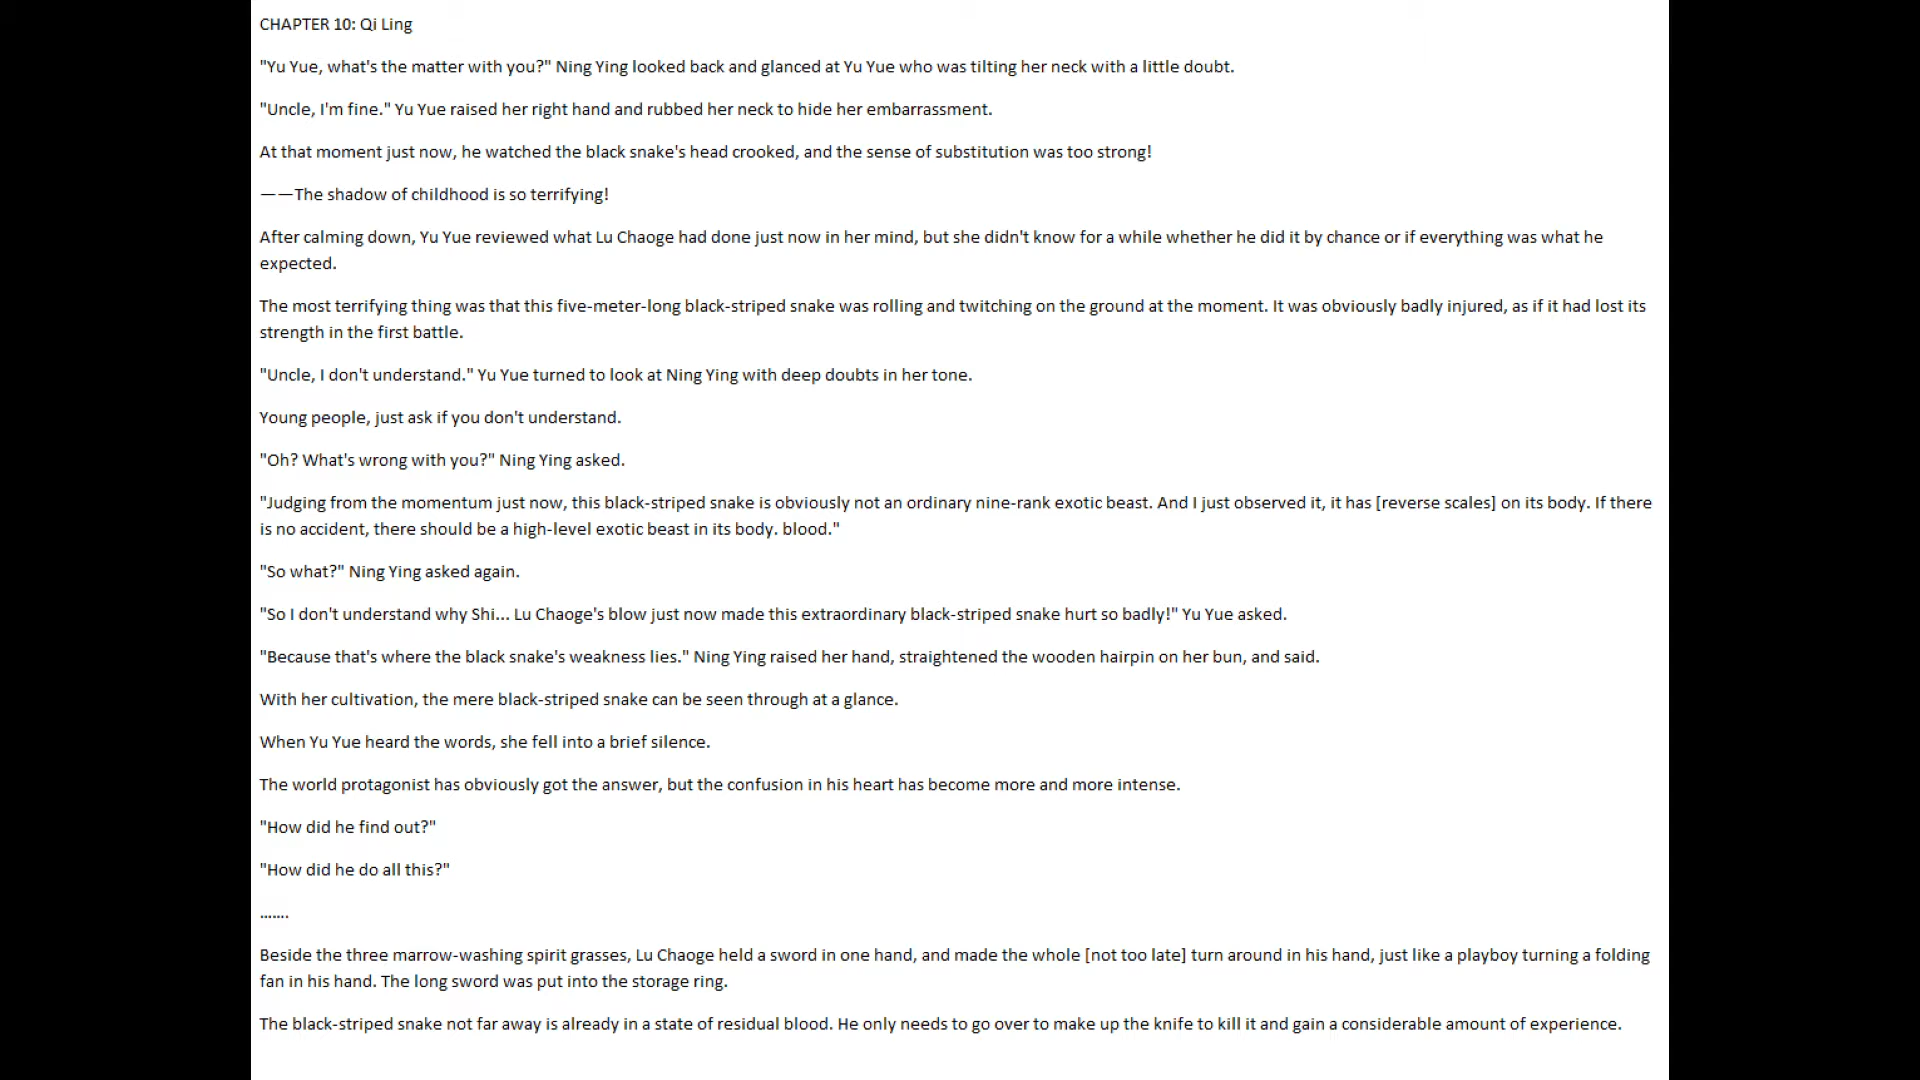 CHAPTER 10: Qi Ling
"Yu Yue, what's the matter with you?" Ning Ying looked back and glanced at Yu Yue who was tilting her neck with a little doubt.
"Uncle, I'm fine." Yu Yue raised her right hand and rubbed her neck to hide her embarrassment.
At that moment just now, he watched the black snake's head crooked, and the sense of substitution was too strong!
——The shadow of childhood is so terrifying!
After calming down, Yu Yue reviewed what Lu Chaoge had done just now in her mind, but she didn't know for a while whether he did it by chance or if everything was what he
expected.
The most terrifying thing was that this five-meter-long black-striped snake was rolling and twitching on the ground at the moment. It was obviously badly injured, as if it had lost its
strength in the first battle.
"Uncle, I don't understand." Yu Yue turned to look at Ning Ying with deep doubts in her tone.
Young people, just ask if you don't understand.
"Oh? What's wrong with you?" Ning Ying asked.
"Judging from the momentum just now, this black-striped snake is obviously not an ordinary nine-rank exotic beast. And I just observed it, it has [reverse scales] on its body. If there
is no accident, there should be a high-level exotic beast in its body. blood."
"So what?" Ning Ying asked again.
"So I don't understand why Shi... Lu Chaoge's blow just now made this extraordinary black-striped snake hurt so badly!" Yu Yue asked.
"Because that's where the black snake's weakness lies." Ning Ying raised her hand, straightened the wooden hairpin on her bun, and said.
With her cultivation, the mere black-striped snake can be seen through at a glance.
When Yu Yue heard the words, she fell into a brief silence.
The world protagonist has obviously got the answer, but the confusion in his heart has become more and more intense.
"How did he find out?"
"How did he do all this?"
.......
Beside the three marrow-washing spirit grasses, Lu Chaoge held a sword in one hand, and made the whole [not too late] turn around in his hand, just like a playboy turning a folding
fan in his hand. The long sword was put into the storage ring.
The black-striped snake not far away is already in a state of residual blood. He only needs to go over to make up the knife to kill it and gain a considerable amount of experience.